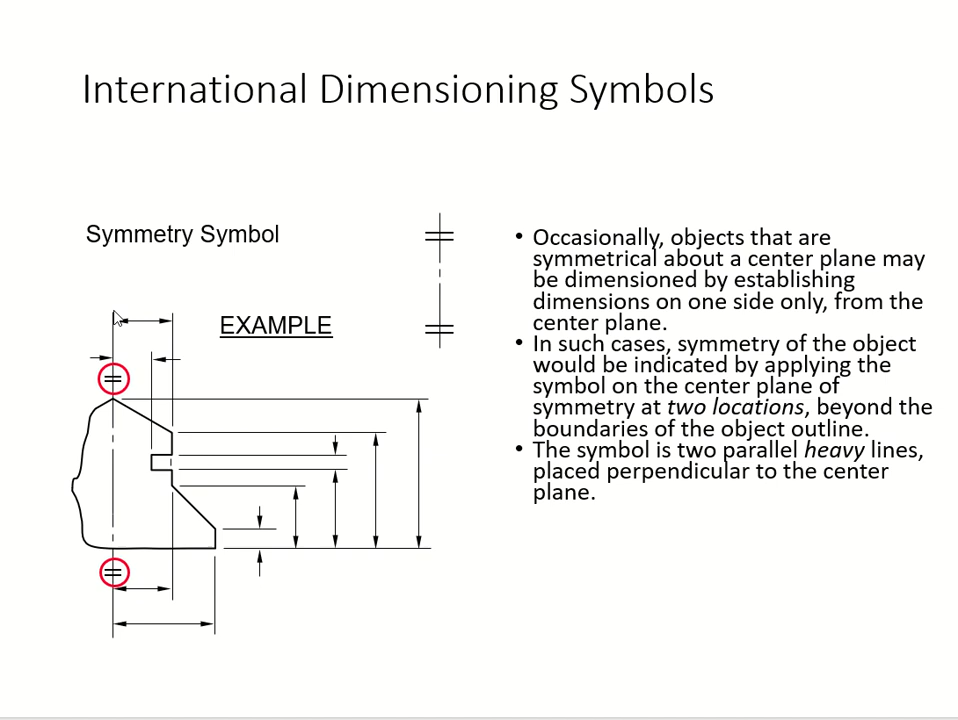 International Dimensioning Symbols
Symmetry Symbol
EXAMPLE
• Occasionally, objects that are
symmetrical about a center plane may
be dimensioned by establishing
dimensions on one side only, from the
center plane.
• In such cases, symmetry of the object
would be indicated by applying the
symbol on the center plane of
symmetry at two locations, beyond the
boundaries of the object outline.
• The symbol is two parallel heavy lines,
placed perpendicular to the center
plane.